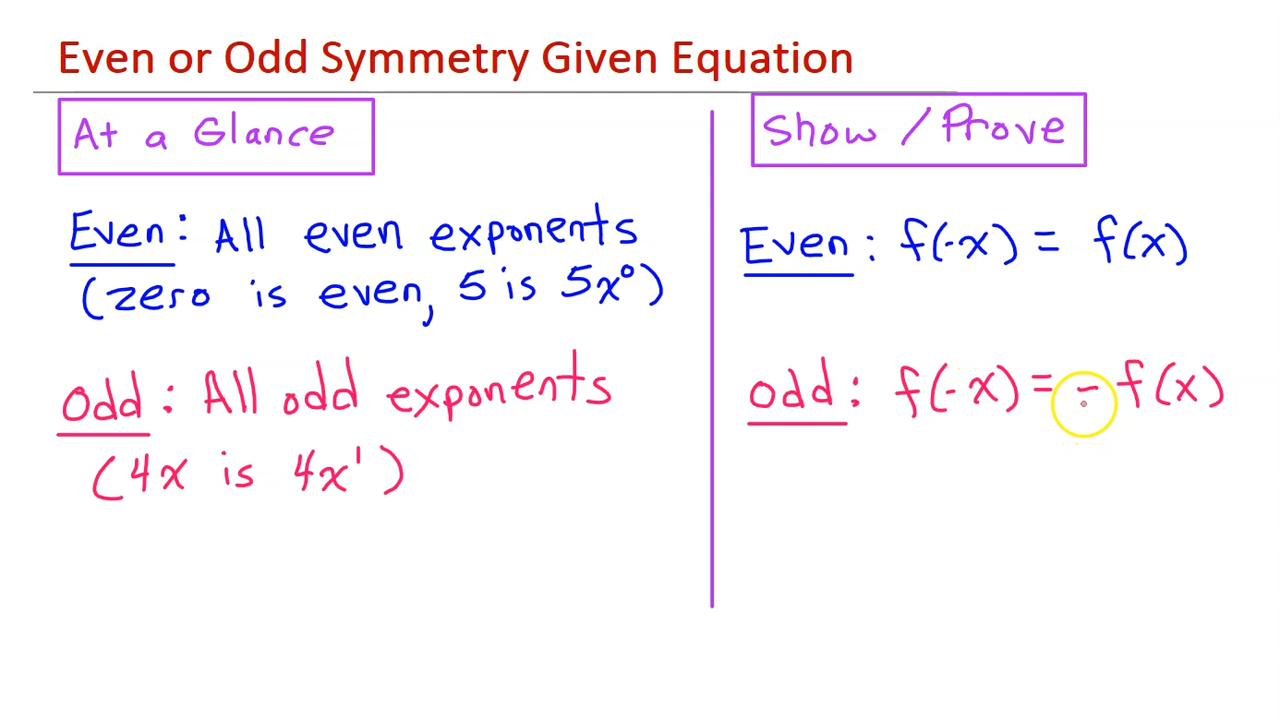 Even or Odd Symmetry Given Equation
At a Glance
Even: All even exponents
(zero is even, 5 is 5x⁰)
Odd: All odd exponents
(4x is 4x¹)
Show / Prove
Even: f(-x) = f(x)
odd: f(-x) = - f(x)